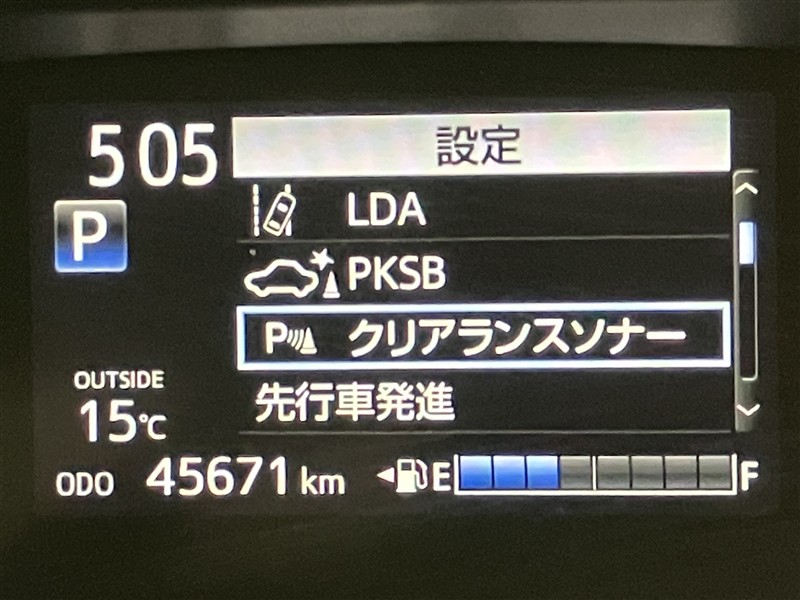 505
設定
LDA
P
PKSB
P クリアランスソナー
OUTSIDE
先行車発進
15℃
ODO 45671 km E F